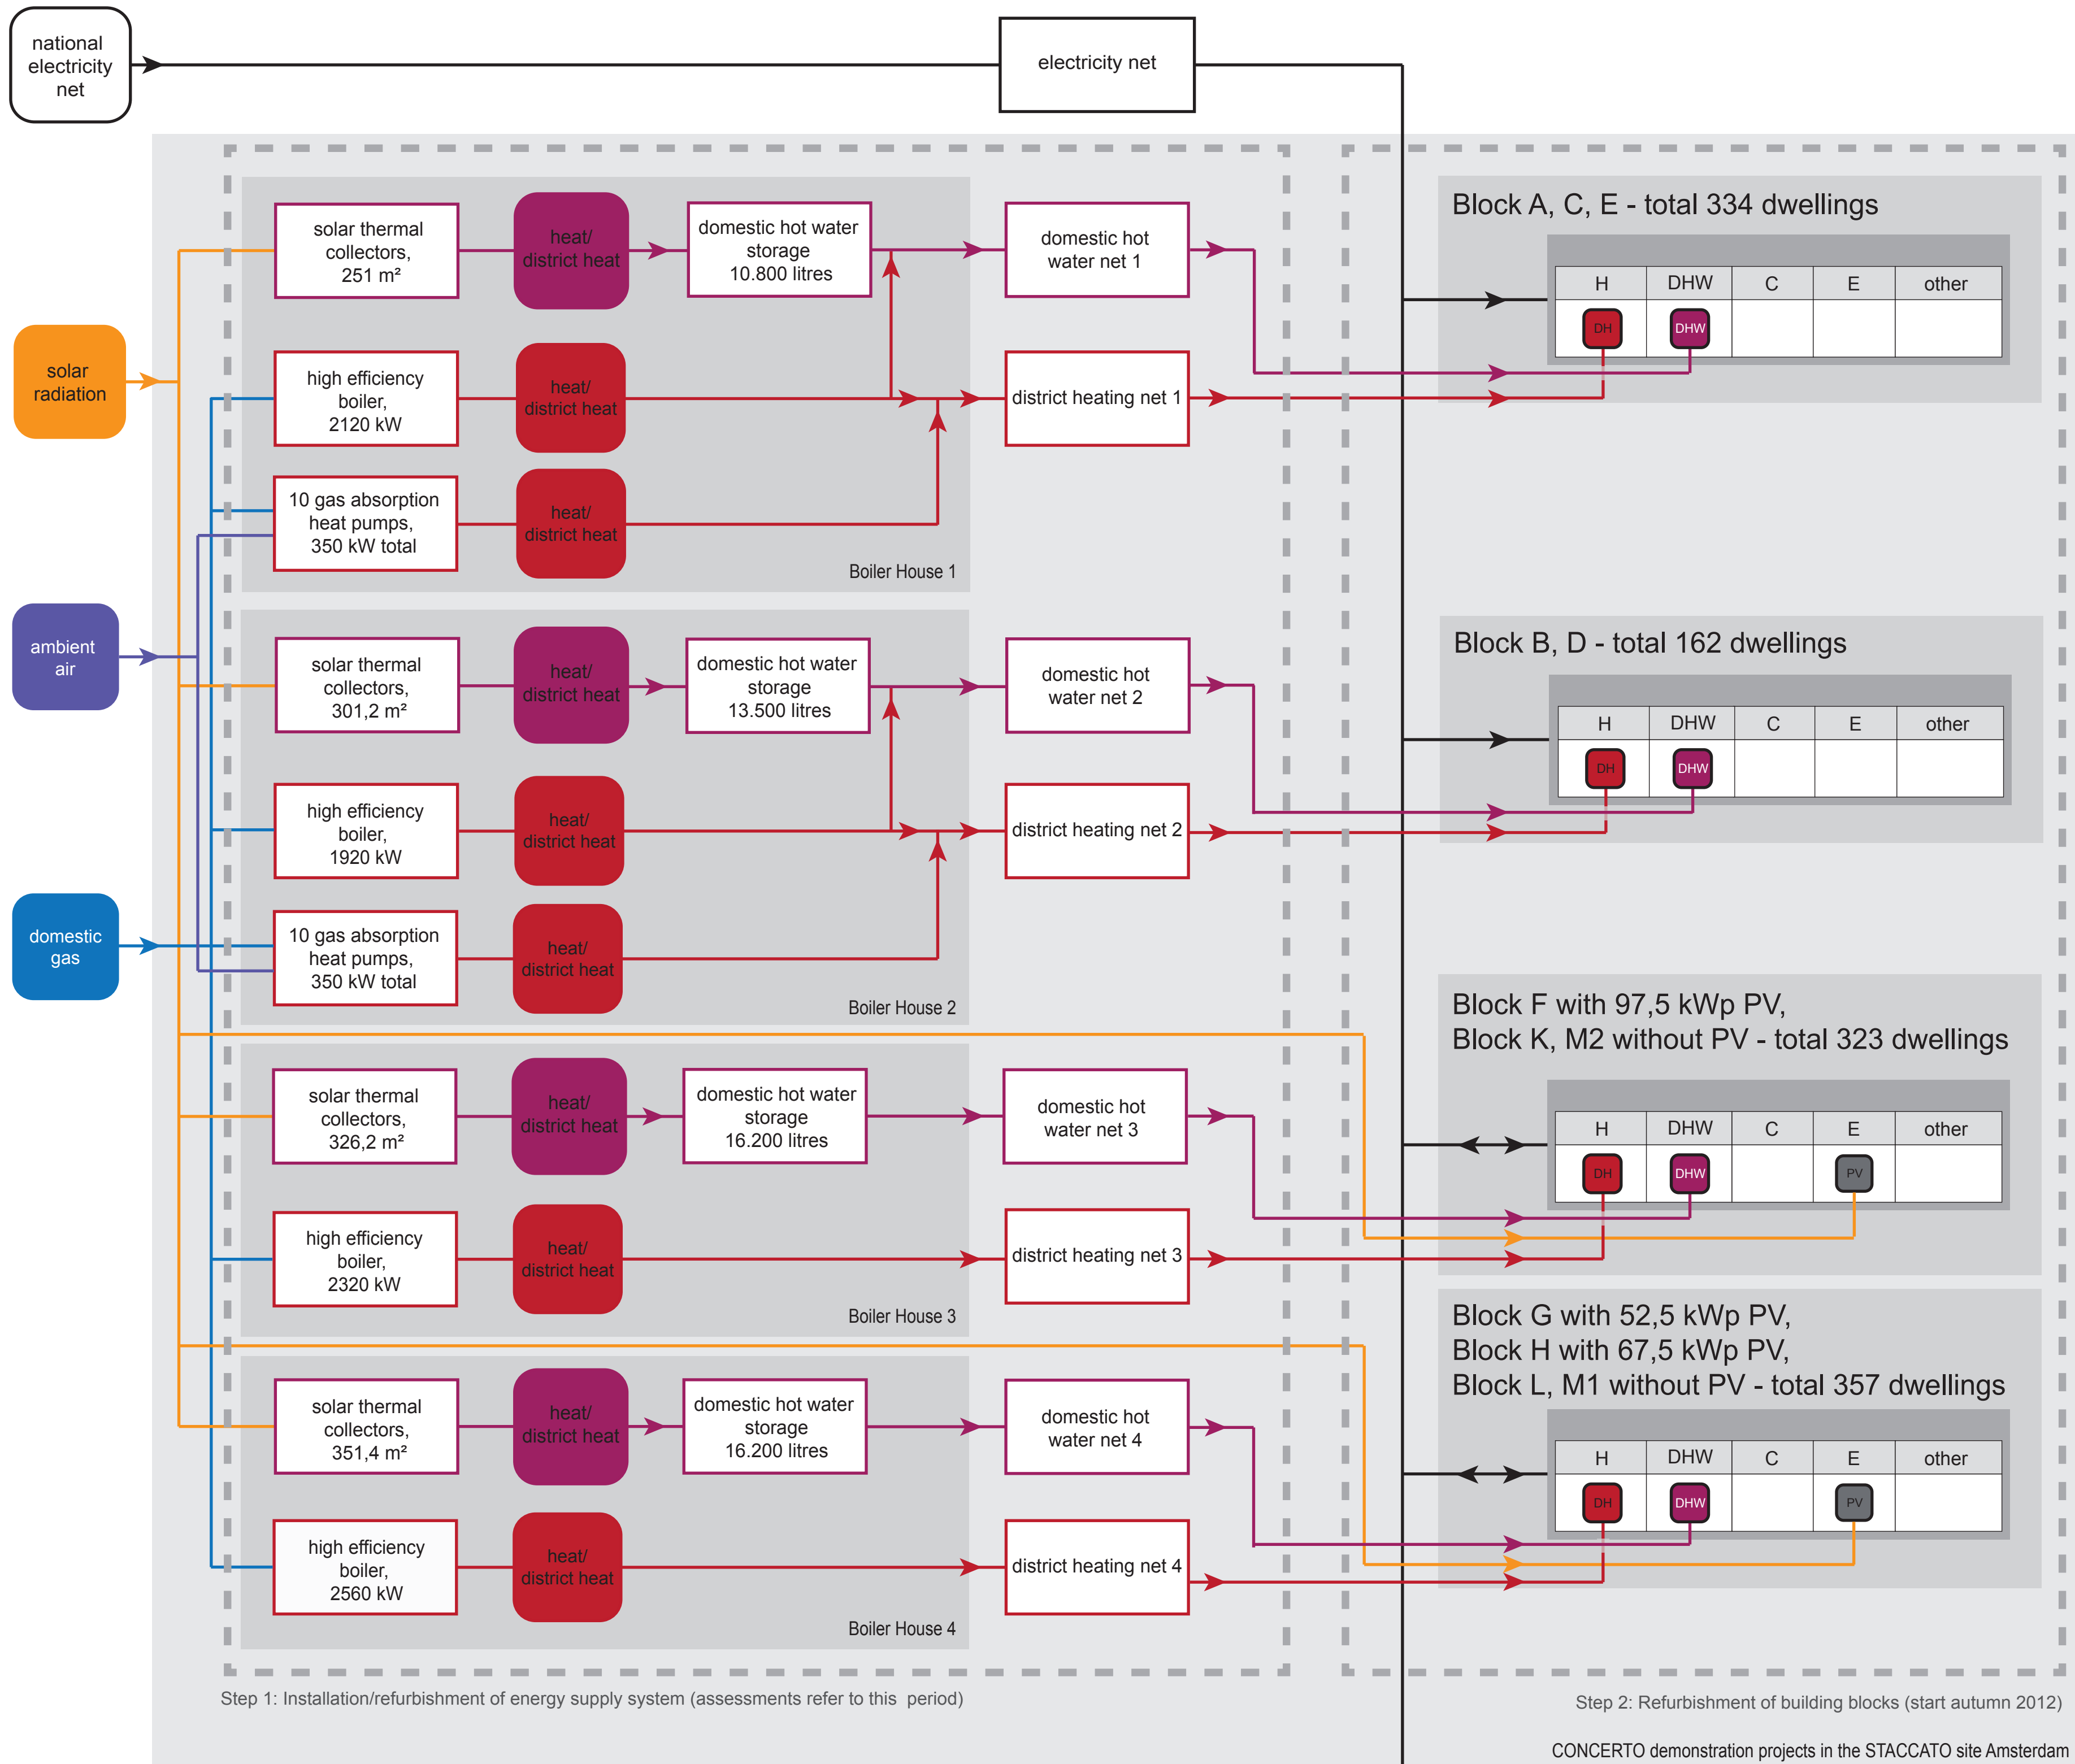 national
electricity
net
electricity net
solar
radiation
ambient
air
domestic
gas
solar thermal
collectors,
251 m²
heat/
district heat
domestic hot water
storage
10.800 litres
domestic hot
water net 1
high efficiency
boiler,
2120 kW
heat/
district heat
district heating net 1
10 gas absorption
heat pumps,
350 kW total
heat/
district heat
Boiler House 1
Block A, C, E - total 334 dwellings
H DHW C E other
DH DHW
solar thermal
collectors,
301,2 m²
heat/
district heat
domestic hot water
storage
13.500 litres
domestic hot
water net 2
high efficiency
boiler,
1920 kW
heat/
district heat
district heating net 2
10 gas absorption
heat pumps,
350 kW total
heat/
district heat
Boiler House 2
Block B, D - total 162 dwellings
H DHW C E other
DH DHW
solar thermal
collectors,
326,2 m²
heat/
district heat
domestic hot water
storage
16.200 litres
domestic hot
water net 3
high efficiency
boiler,
2320 kW
heat/
district heat
district heating net 3
Boiler House 3
Block F with 97,5 kWp PV,
Block K, M2 without PV - total 323 dwellings
H DHW C E other
DH DHW PV
solar thermal
collectors,
351,4 m²
heat/
district heat
domestic hot water
storage
16.200 litres
domestic hot
water net 4
high efficiency
boiler,
2560 kW
heat/
district heat
district heating net 4
Boiler House 4
Block G with 52,5 kWp PV,
Block H with 67,5 kWp PV,
Block L, M1 without PV - total 357 dwellings
H DHW C E other
DH DHW PV
Step 1: Installation/refurbishment of energy supply system (assessments refer to this period)
Step 2: Refurbishment of building blocks (start autumn 2012)
CONCERTO demonstration projects in the STACCATO site Amsterdam